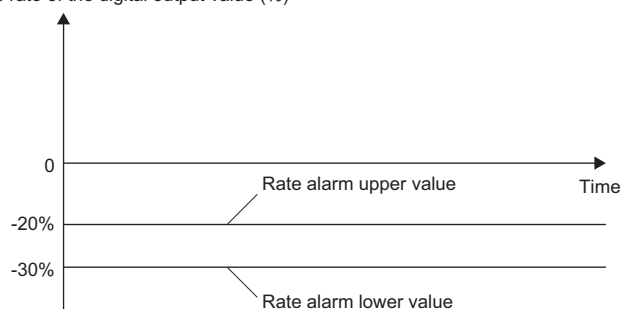 rate of the digital output value (%)
0
Rate alarm upper value
Time
-20%
-30%
Rate alarm lower value